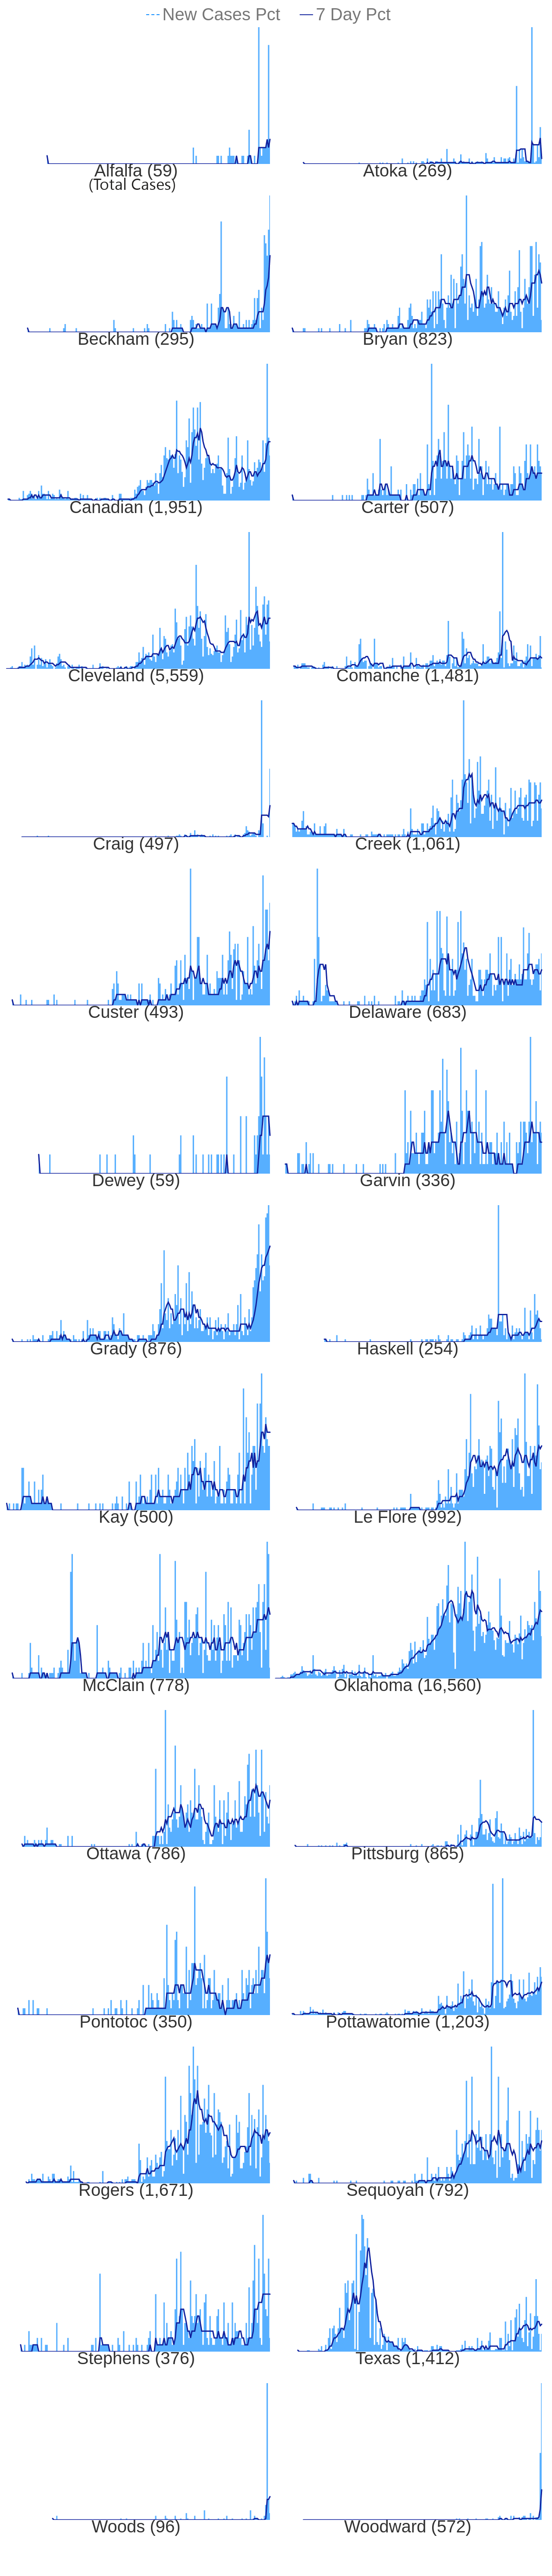 New Cases Pct 7 Day Pct
Alfalfa (59) Atoka (269)
(Total Cases)
Beckham (295) Bryan (823)
Canadian (1,951) Carter (507)
Cleveland (5,559) Comanche (1,481)
Craig (497) Creek (1,061)
Custer (493) Delaware (683)
Dewey (59) Garvin (336)
Grady (876) Haskell (254)
Kay (500) Le Flore (992)
McClain (778) Oklahoma (16,560)
Ottawa (786) Pittsburg (865)
Pontotoc (350) Pottawatomie (1,203)
Rogers (1,671) Sequoyah (792)
Stephens (376) Texas (1,412)
Woods (96) Woodward (572)